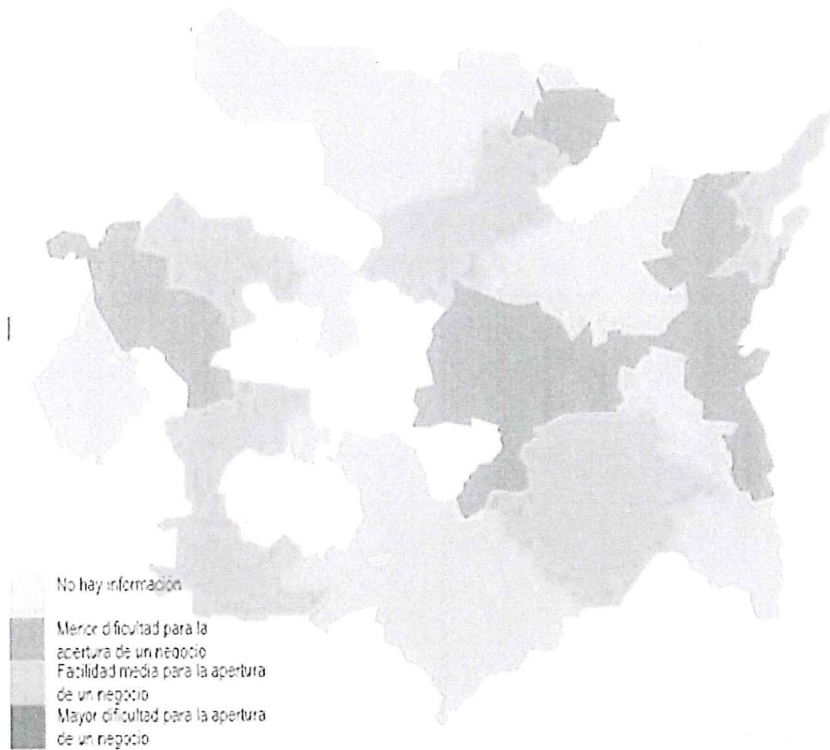 No hay información
Menor dificultad para la
apertura de un negocio
Facilidad media para la apertura
de un negocio
Mayor dificultad para la apertura
de un negocio